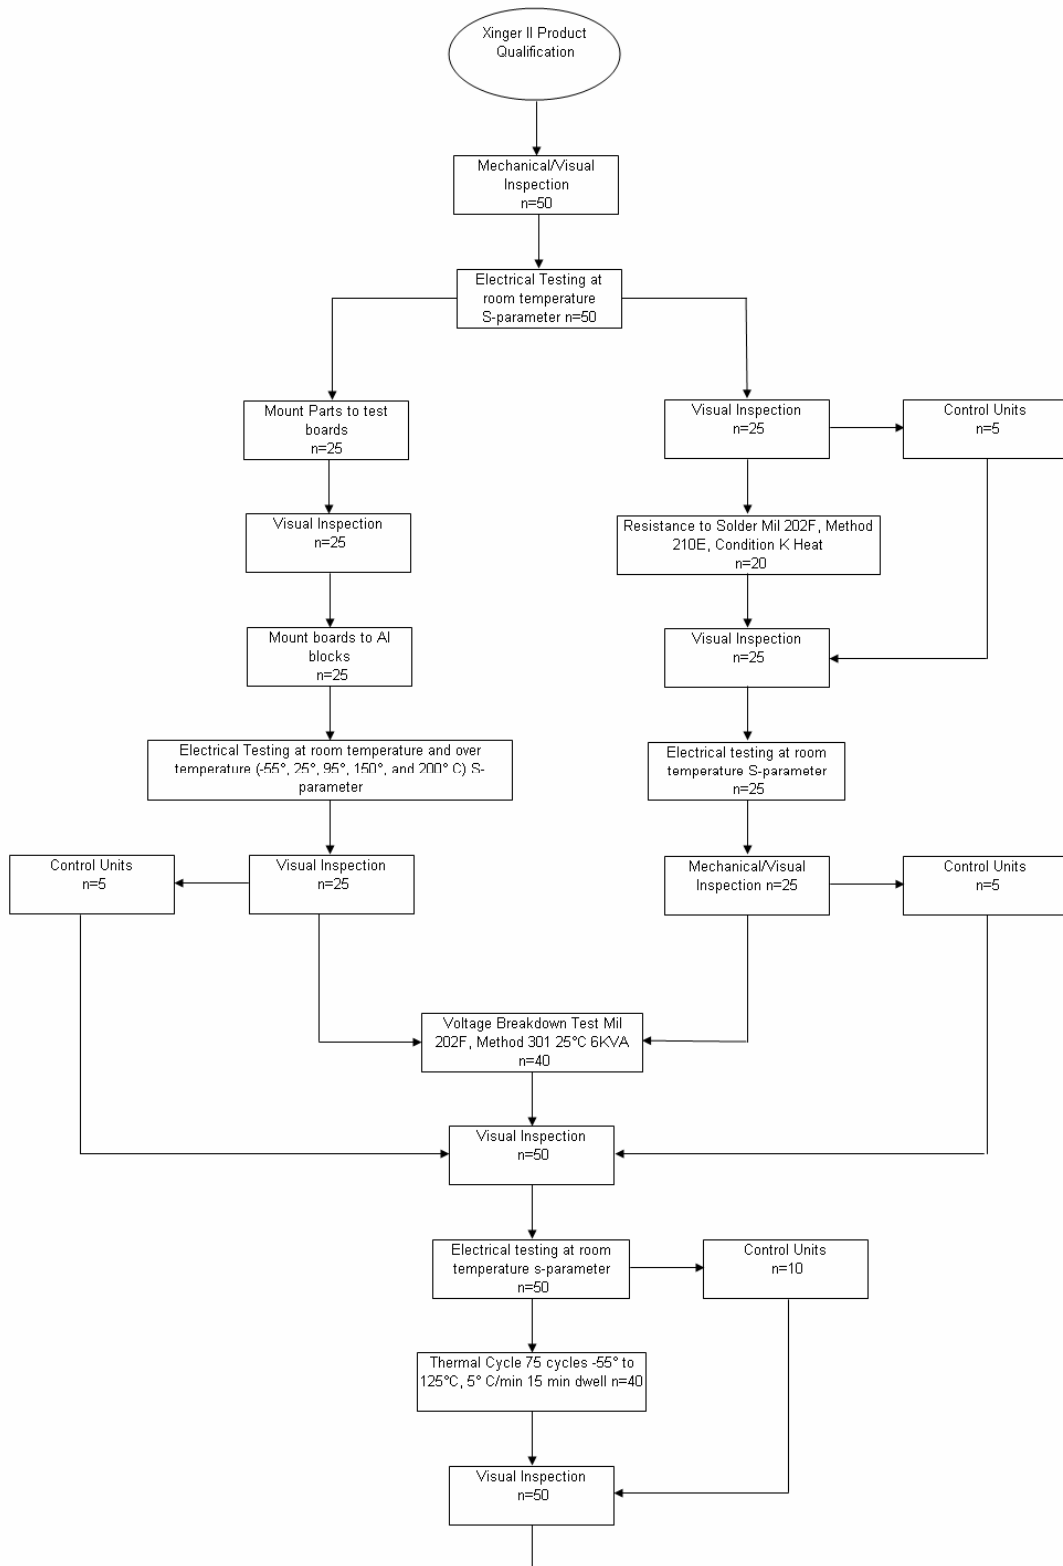 Xinger II Product
Qualification
Mechanical/Visual
Inspection
n=50
Electrical Testing at
room temperature
S-parameter n=50
Mount Parts to test
boards
n=25
Visual Inspection
n=25
Control Units
n=5
Visual Inspection
n=25
Resistance to Solder Mil 202F, Method
210E, Condition K Heat
n=20
Mount boards to Al
blocks
n=25
Visual Inspection
n=25
Electrical Testing at room temperature and over
temperature (-55°, 25°, 95°, 150°, and 200° C) S-
parameter
Electrical testing at room
temperature S-parameter
n=25
Control Units
n=5
Visual Inspection
n=25
Mechanical/Visual
Inspection n=25
Control Units
n=5
Voltage Breakdown Test Mil
202F, Method 301 25°C 6KVA
n=40
Visual Inspection
n=50
Electrical testing at room
temperature s-parameter
n=50
Control Units
n=10
Thermal Cycle 75 cycles -55° to
125°C, 5° C/min 15 min dwell n=40
Visual Inspection
n=50